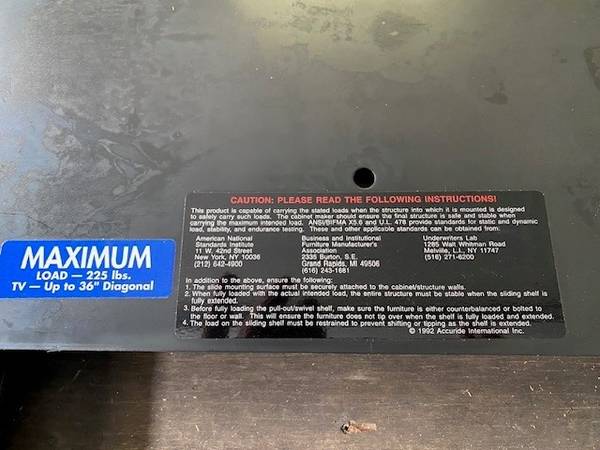 CAUTION: PLEASE READ THE FOLLOWING INSTRUCTIONS!
This product is capable of carrying the stated loads when the structure into which it is mounted is designed
to safely carry such loads. The cabinet maker should ensure the final structure is safe and stable when
carrying the maximum intended load. ANSI/BIFMA X5.6 and U.L. 478 provide standards for static and dynamic
load, stability, and endurance testing. These and other applicable standards can be obtained from:
American National
Standards Institute
11 W. 42nd Street
New York, NY 10036
(212) 642-4900
Business and Institutional
Furniture Manufacturer's
Association
2335 Burton, S.E.
Grand Rapids, MI 49506
(616) 243-1681
Underwriters Lab
1285 Walt Whitman Road
Melville, L.I., NY 11747
(516) 271-6200
In addition to the above, ensure the following:
1. The slide mounting surface must be securely attached to the cabinet/structure walls.
2. When fully loaded with the actual intended load, the entire structure must be stable when the sliding shelf is
fully extended.
3. Before fully loading the pull-out/swivel shelf, make sure the furniture is either counterbalanced or bolted to
the floor or wall. This will ensure the furniture does not tip over when the shelf is fully loaded and extended.
4. The load on the sliding shelf must be restrained to prevent shifting or tipping as the shelf is extended.
© 1992 Accuride International Inc.
MAXIMUM
LOAD — 225 lbs.
TV — Up to 36" Diagonal